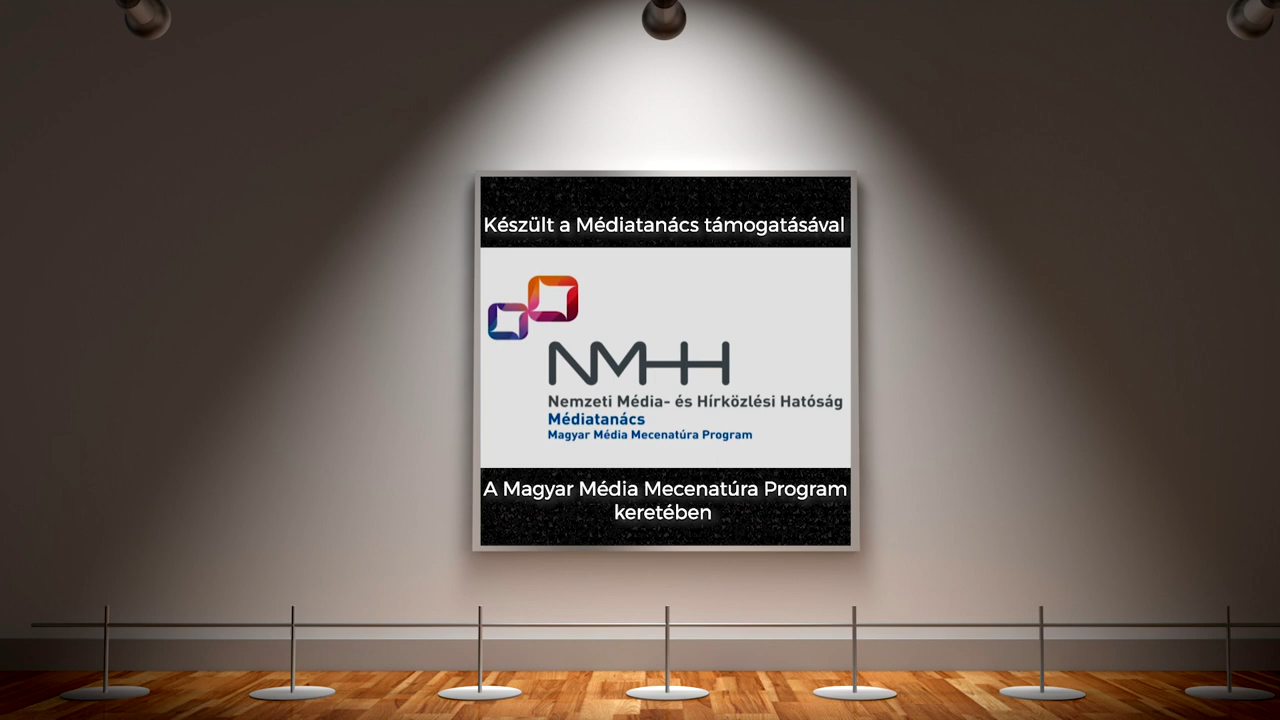 Készült a Médiatanács támogatásával
NMHH
Nemzeti Média- és Hírközlési Hatóság
Médiatanács
Magyar Média Mecenatúra Program
A Magyar Média Mecenatúra Program
keretében